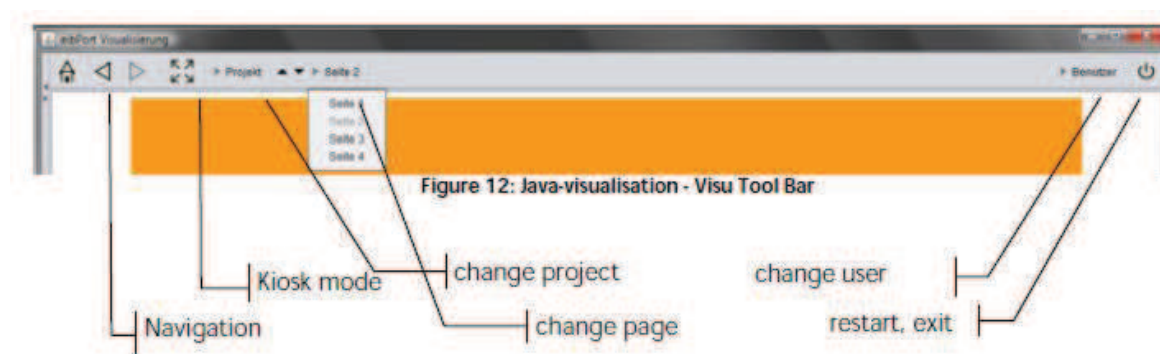 eibPort Visualisierung
Projekt
Seite 2
Benutzer
Seite 1
Seite 2
Seite 3
Seite 4
Figure 12: Java-visualisation - Visu Tool Bar
change project
change user
Kiosk mode
Navigation
change page
restart, exit